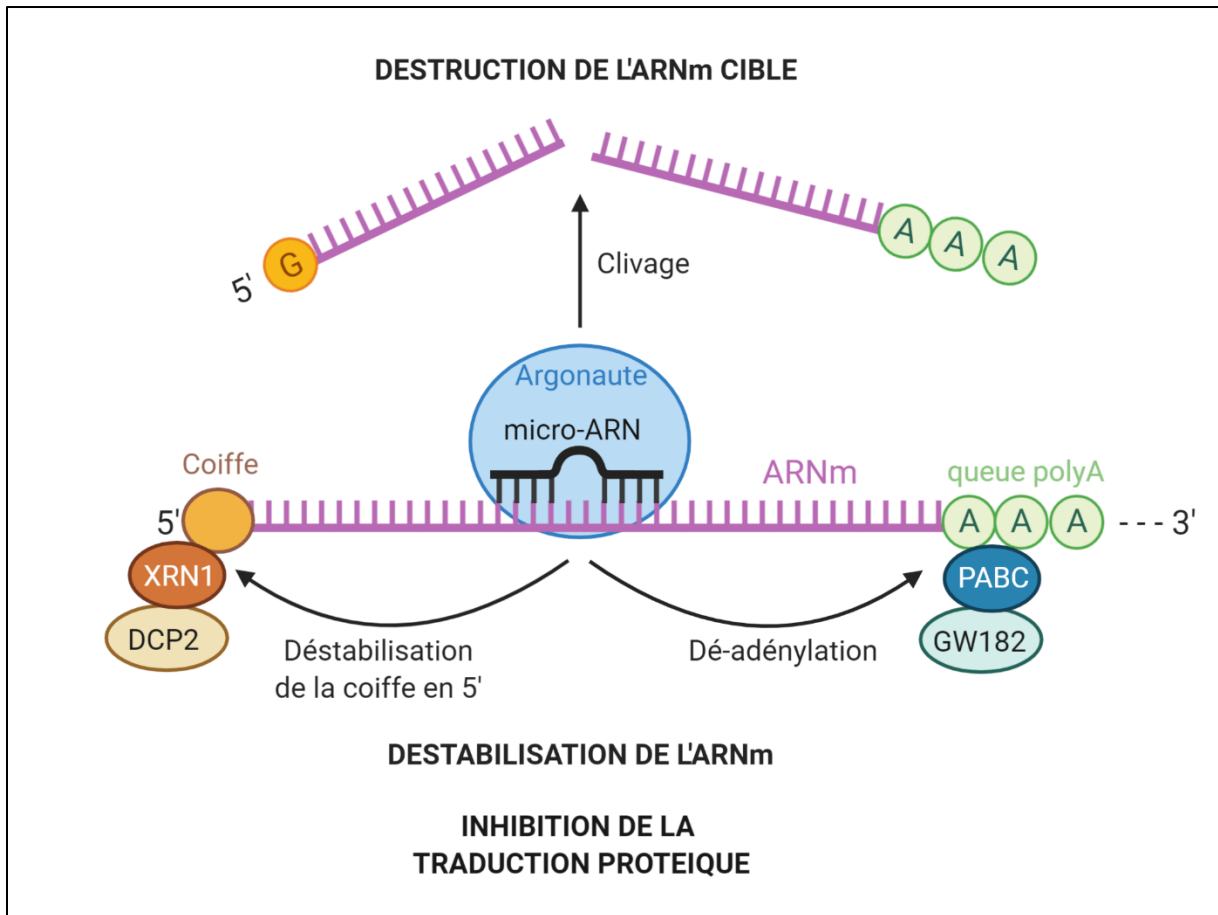 DESTRUCTION DE L'ARNm CIBLE
5'
G
A
A
A
Clivage
Argonaute
micro-ARN
Coiffe
ARNm
queue polyA
5'
A
A
A
--- 3'
XRN1
PABC
DCP2
GW182
Déstabilisation
de la coiffe en 5'
Dé-adénylation
DESTABILISATION DE L'ARNm
INHIBITION DE LA
TRADUCTION PROTEIQUE